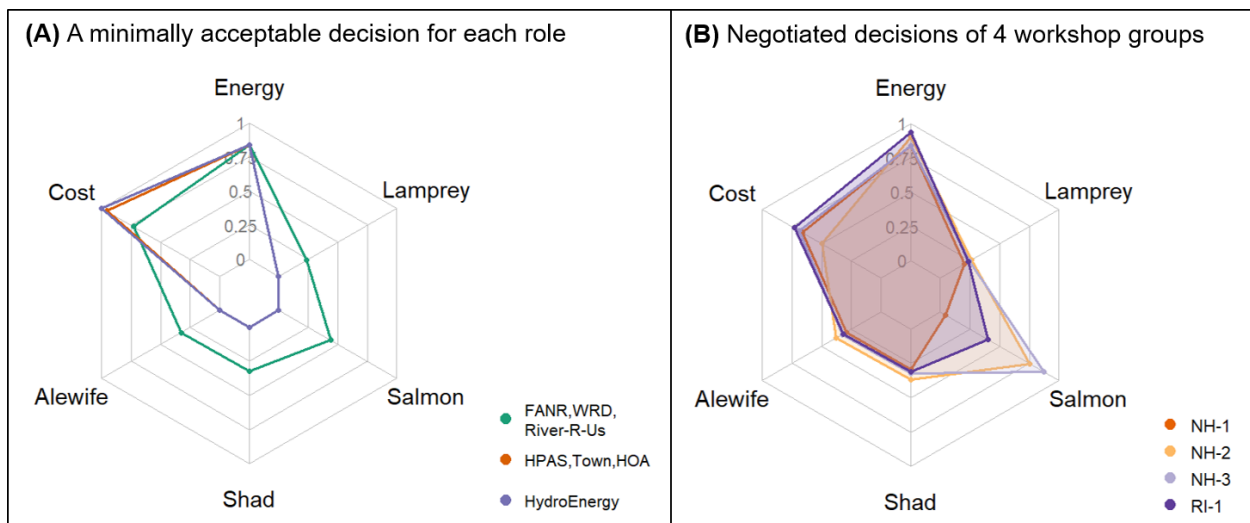 (A) A minimally acceptable decision for each role
Energy
1
0.75
0.5
0.25
0
Lamprey
Cost
Alewife
Salmon
Shad
FANR,WRD,
River-R-Us
HPAS,Town,HOA
HydroEnergy
(B) Negotiated decisions of 4 workshop groups
Energy
1
0.75
0.5
0.25
0
Lamprey
Cost
Alewife
Salmon
Shad
NH-1
NH-2
NH-3
RI-1